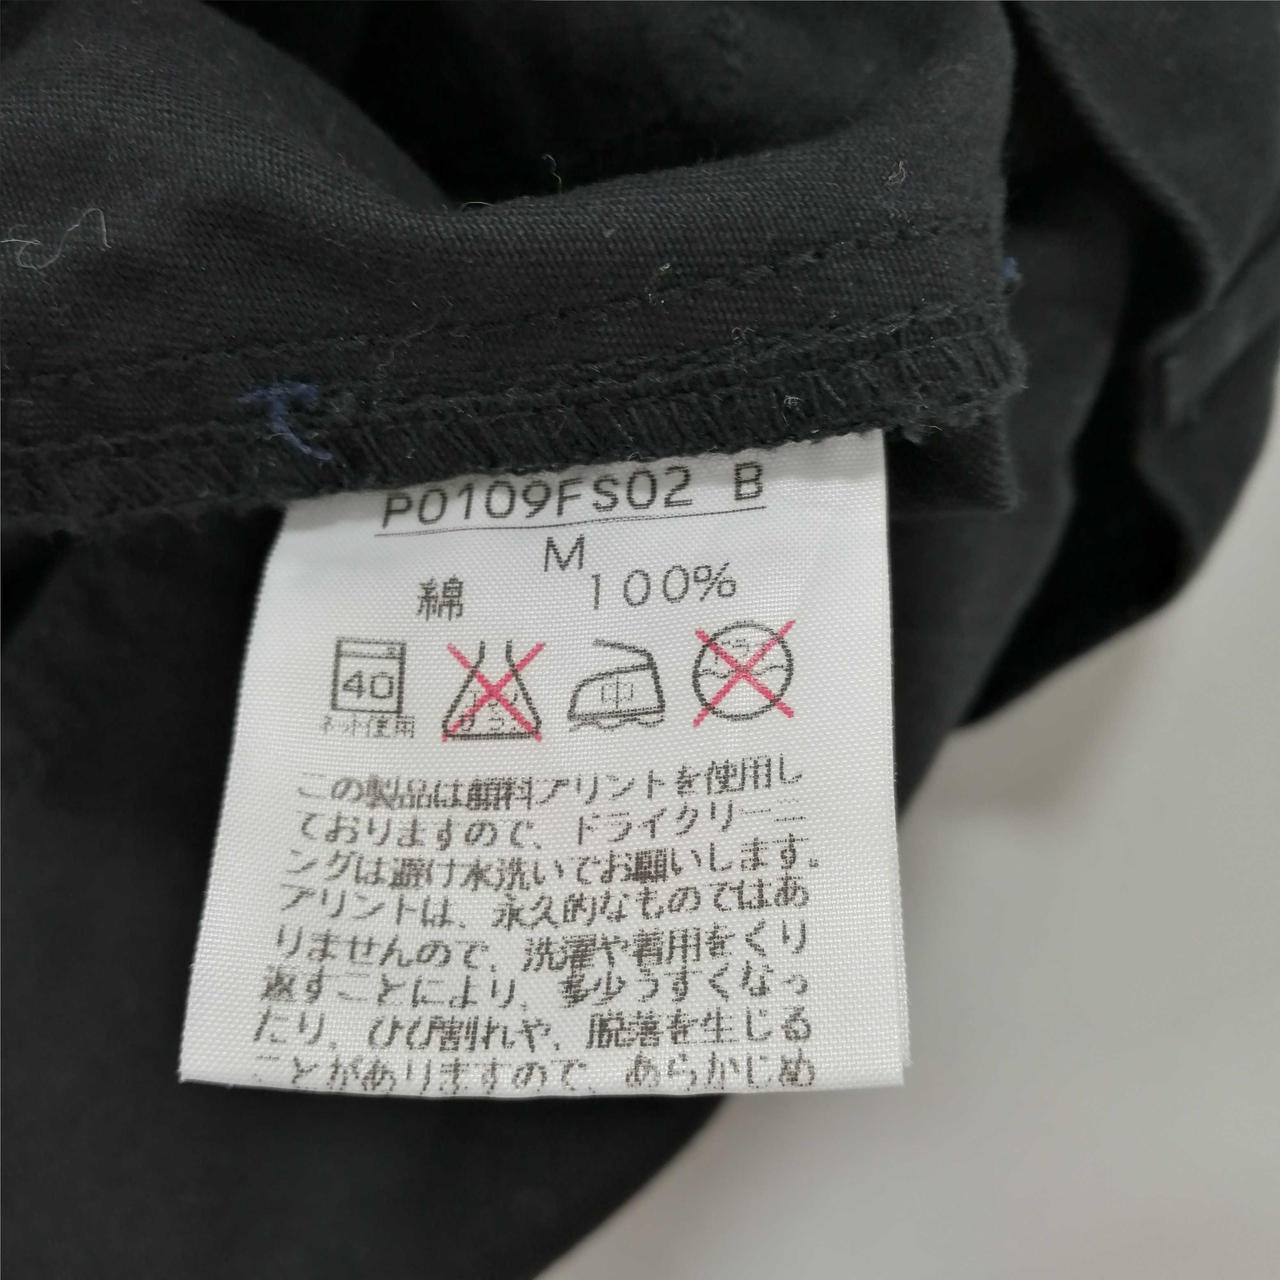 P0109FS02 B
M
綿 100%
40
中
ネット使用
この製品は顔料プリントを使用し
ておりますので、ドライクリーニ
ングは避け水洗いでお願いします。
プリントは、永久的なものではあ
りませんので、洗濯や着用をくり
返すことにより、多少うすくなっ
たり、ひび割れや、脱落を生じる
ことがありますので、あらかじめ